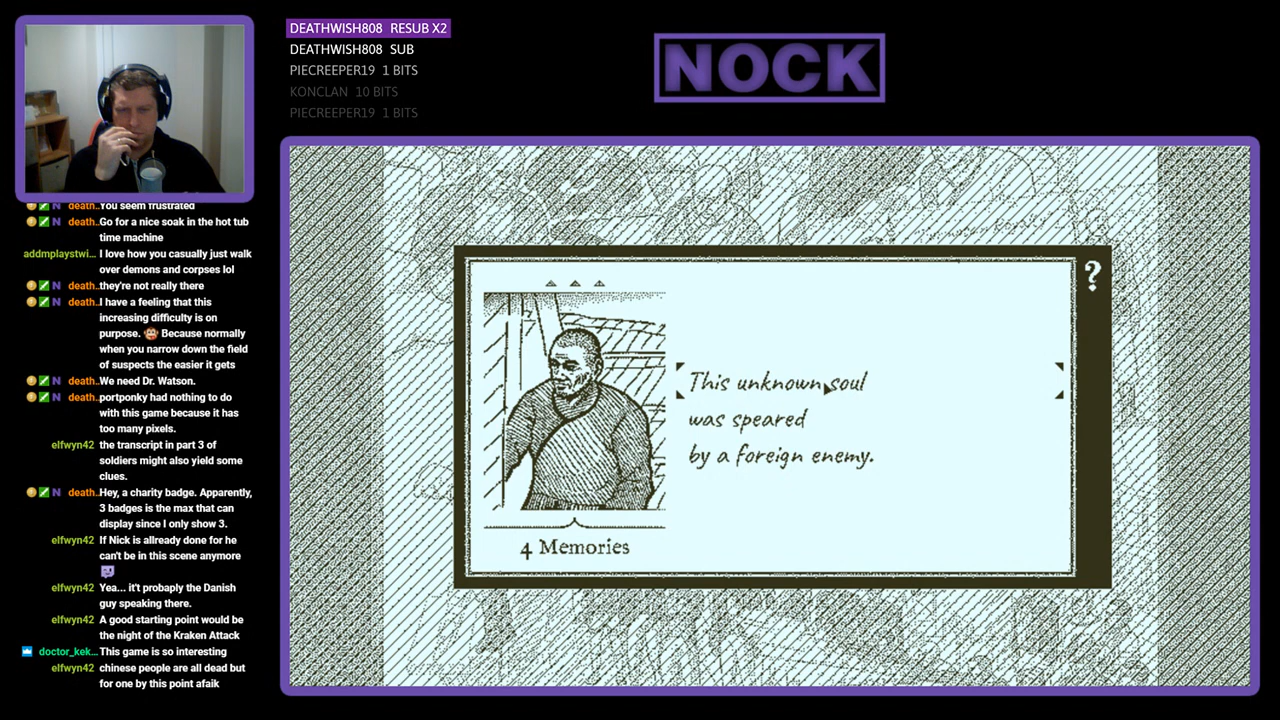 DEATHWISH808 RESUB X2
DEATHWISH808 SUB
PIECREEPER19 1 BITS
KONCLAN 10 BITS
PIECREEPER19 1 BITS
NOCK
death.. You seem frustrated
death.. Go for a nice soak in the hot tub
time machine
addmplaystwi... I love how you casually just walk
over demons and corpses lol
death.. they're not really there
death.. I have a feeling that this
increasing difficulty is on
purpose. Because normally
when you narrow down the field
of suspects the easier it gets
death.. We need Dr. Watson.
death.. portponky had nothing to do
with this game because it has
too many pixels.
elfwyn42 the transcript in part 3 of
soldiers might also yield some
clues.
death.. Hey, a charity badge. Apparently,
3 badges is the max that can
display since I only show 3.
elfwyn42 If Nick is allready done for he
can't be in this scene anymore
elfwyn42 Yea... it't probaply the Danish
guy speaking there.
elfwyn42 A good starting point would be
the night of the Kraken Attack
doctor_kek... This game is so interesting
elfwyn42 chinese people are all dead but
for one by this point afaik
?
This unknown soul
was speared
by a foreign enemy.
4 Memories